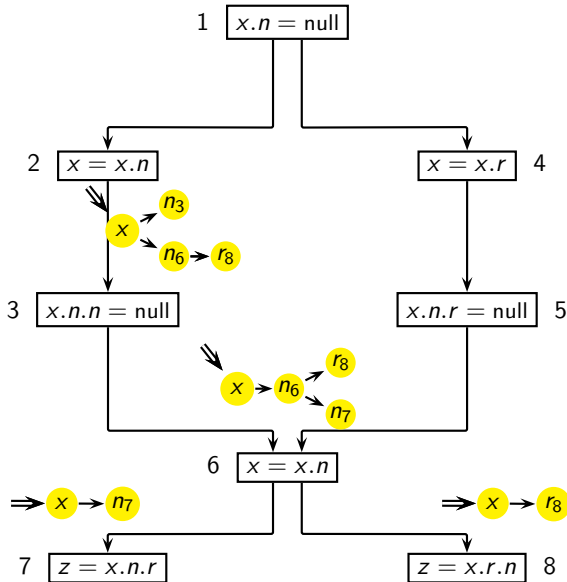 1 x.n = null
2 x = x.n
x = x.r 4
x n3
n6 r8
3 x.n.n = null
x.n.r = null 5
x n6 r8
n7
6 x = x.n
x n7
x r8
7 z = x.n.r
z = x.r.n 8